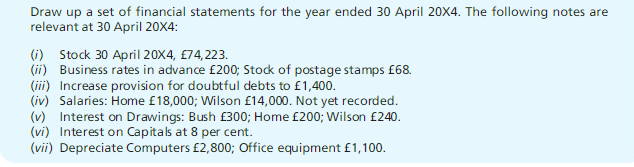 Draw up a set of financial statements for the year ended 30 April 20X4. The following notes are
relevant at 30 April 20X4:
(i) Stock 30 April 20X4, £74,223.
(ii) Business rates in advance £200; Stock of postage stamps £68.
(iii) Increase provision for doubtful debts to £1,400.
(iv) Salaries: Home £18,000; Wilson £14,000. Not yet recorded.
(v) Interest on Drawings: Bush £300; Home £200; Wilson £240.
(vi) Interest on Capitals at 8 per cent.
(vii) Depreciate Computers £2,800; Office equipment £1,100.